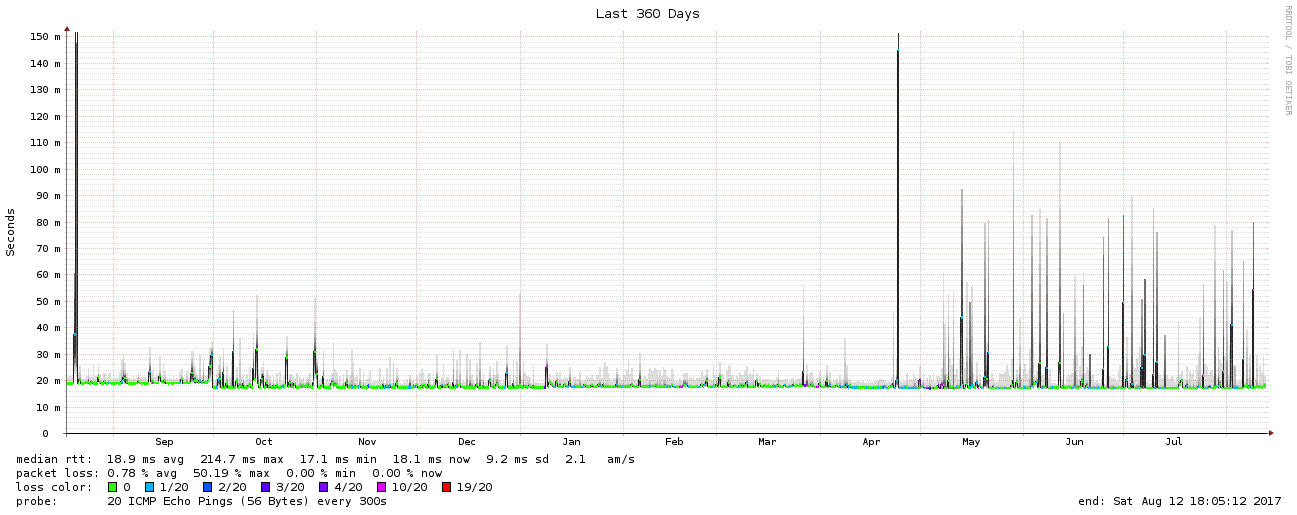 Last 360 Days
RRDTOOL / TOBI OETIKER
Seconds
150 m
140 m
130 m
120 m
110 m
100 m
90 m
80 m
70 m
60 m
50 m
40 m
30 m
20 m
10 m
0
Sep Oct Nov Dec Jan Feb Mar Apr May Jun Jul
median rtt: 18.9 ms avg 214.7 ms max 17.1 ms min 18.1 ms now 9.2 ms sd 2.1 am/s
packet loss: 0.78 % avg 50.19 % max 0.00 % min 0.00 % now
loss color: 0 1/20 2/20 3/20 4/20 10/20 19/20
probe: 20 ICMP Echo Pings (56 Bytes) every 300s end: Sat Aug 12 18:05:12 2017